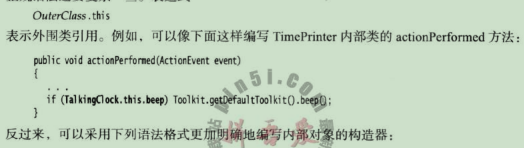 OuterClass.this
表示外围类引用。例如，可以像下面这样编写 TimePrinter 内部类的 actionPerformed 方法：
public void actionPerformed(ActionEvent event)
{
...
if (TalkingClock.this.beep) Toolkit.getDefaultToolkit().beep();
}
反过来，可以采用下列语法格式更加明确地编写内部对象的构造器：